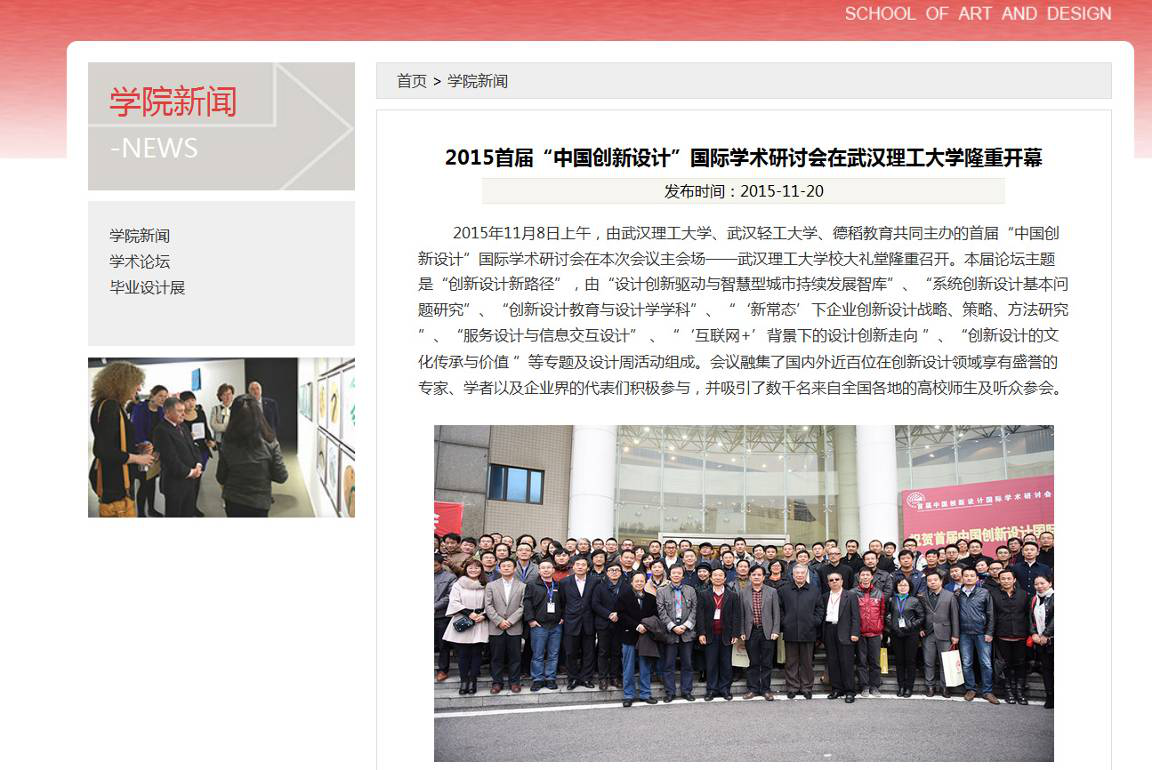 SCHOOL OF ART AND DESIGN
学院新闻
-NEWS
学院新闻
学术论坛
毕业设计展
首页 > 学院新闻
2015首届“中国创新设计”国际学术研讨会在武汉理工大学隆重开幕
发布时间：2015-11-20
2015年11月8日上午，由武汉理工大学、武汉轻工大学、德稻教育共同主办的首届“中国创
新设计”国际学术研讨会在本次会议主会场——武汉理工大学校大礼堂隆重召开。本届论坛主题
是“创新设计新路径”，由“设计创新驱动与智慧型城市持续发展智库”、“系统创新设计基本问
题研究”、“创新设计教育与设计学学科”、“‘新常态’下企业创新设计战略、策略、方法研究
”、“服务设计与信息交互设计”、“‘互联网+’背景下的设计创新走向 ”、“创新设计的文
化传承与价值 ”等专题及设计周活动组成。会议融集了国内外近百位在创新设计领域享有盛誉的
专家、学者以及企业界的代表们积极参与，并吸引了数千名来自全国各地的高校师生及听众参会。
首届中国创新设计国际学术研讨会
祝贺首届中国创新设计国际